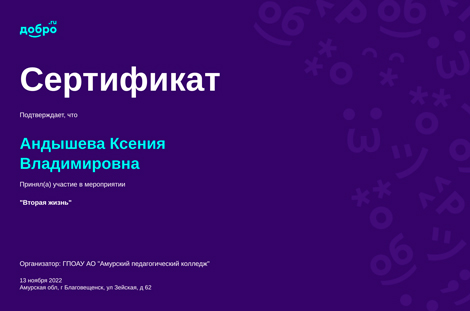 добро.ru
Сертификат
Подтверждает, что
Андышева Ксения
Владимировна
Принял(а) участие в мероприятии
"Вторая жизнь"
Организатор: ГПОАУ АО "Амурский педагогический колледж"
13 ноября 2022
Амурская обл, г Благовещенск, ул Зейская, д 62